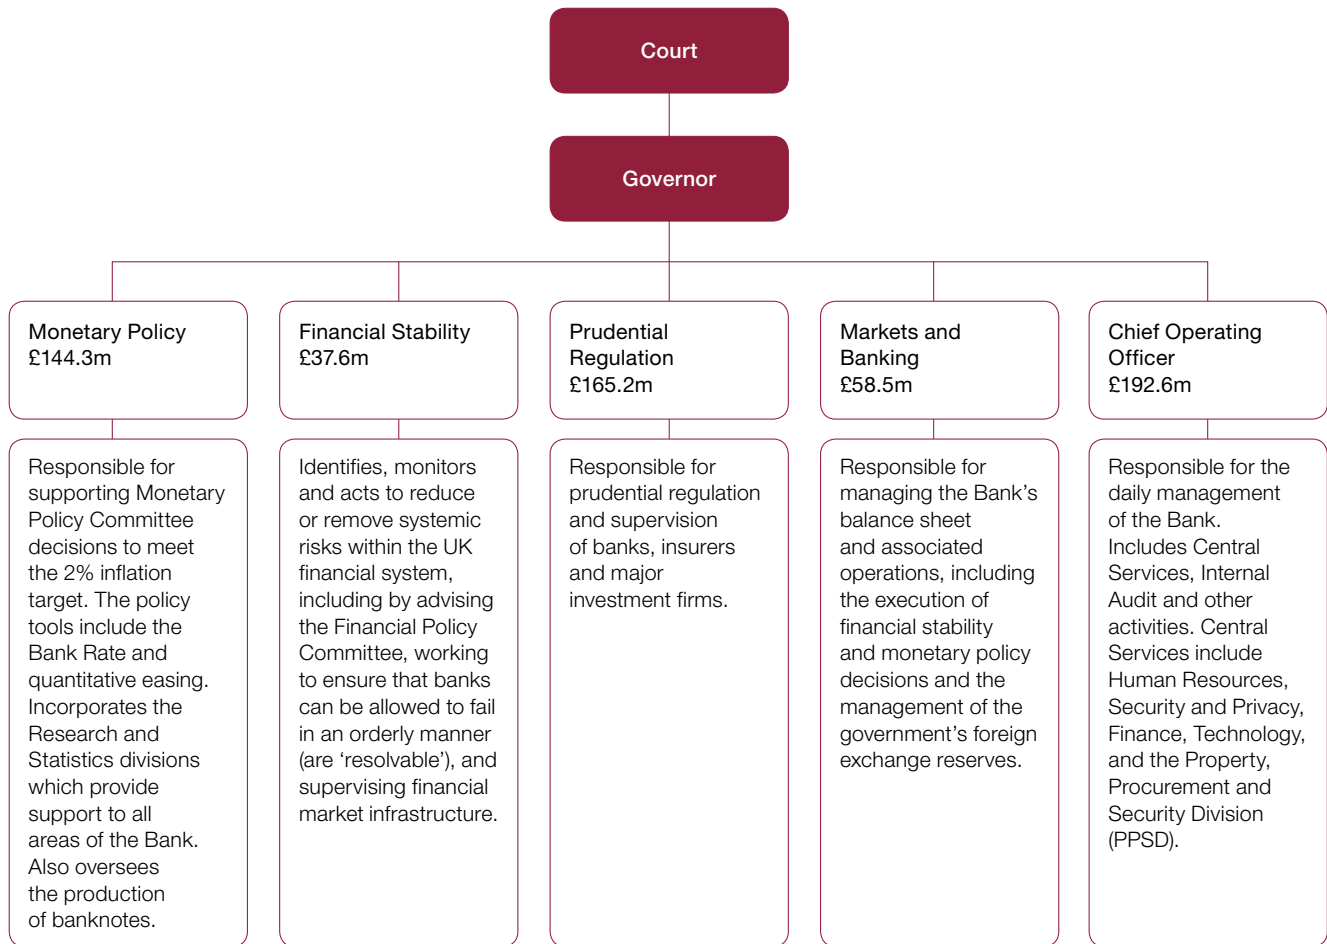 Court
Governor
Monetary Policy
£144.3m
Responsible for
supporting Monetary
Policy Committee
decisions to meet
the 2% inflation
target. The policy
tools include the
Bank Rate and
quantitative easing.
Incorporates the
Research and
Statistics divisions
which provide
support to all
areas of the Bank.
Also oversees
the production
of banknotes.
Financial Stability
£37.6m
Identifies, monitors
and acts to reduce
or remove systemic
risks within the UK
financial system,
including by advising
the Financial Policy
Committee, working
to ensure that banks
can be allowed to fail
in an orderly manner
(are ‘resolvable’), and
supervising financial
market infrastructure.
Prudential
Regulation
£165.2m
Responsible for
prudential regulation
and supervision
of banks, insurers
and major
investment firms.
Markets and
Banking
£58.5m
Responsible for
managing the Bank’s
balance sheet
and associated
operations, including
the execution of
financial stability
and monetary policy
decisions and the
management of the
government’s foreign
exchange reserves.
Chief Operating
Officer
£192.6m
Responsible for the
daily management
of the Bank.
Includes Central
Services, Internal
Audit and other
activities. Central
Services include
Human Resources,
Security and Privacy,
Finance, Technology,
and the Property,
Procurement and
Security Division
(PPSD).